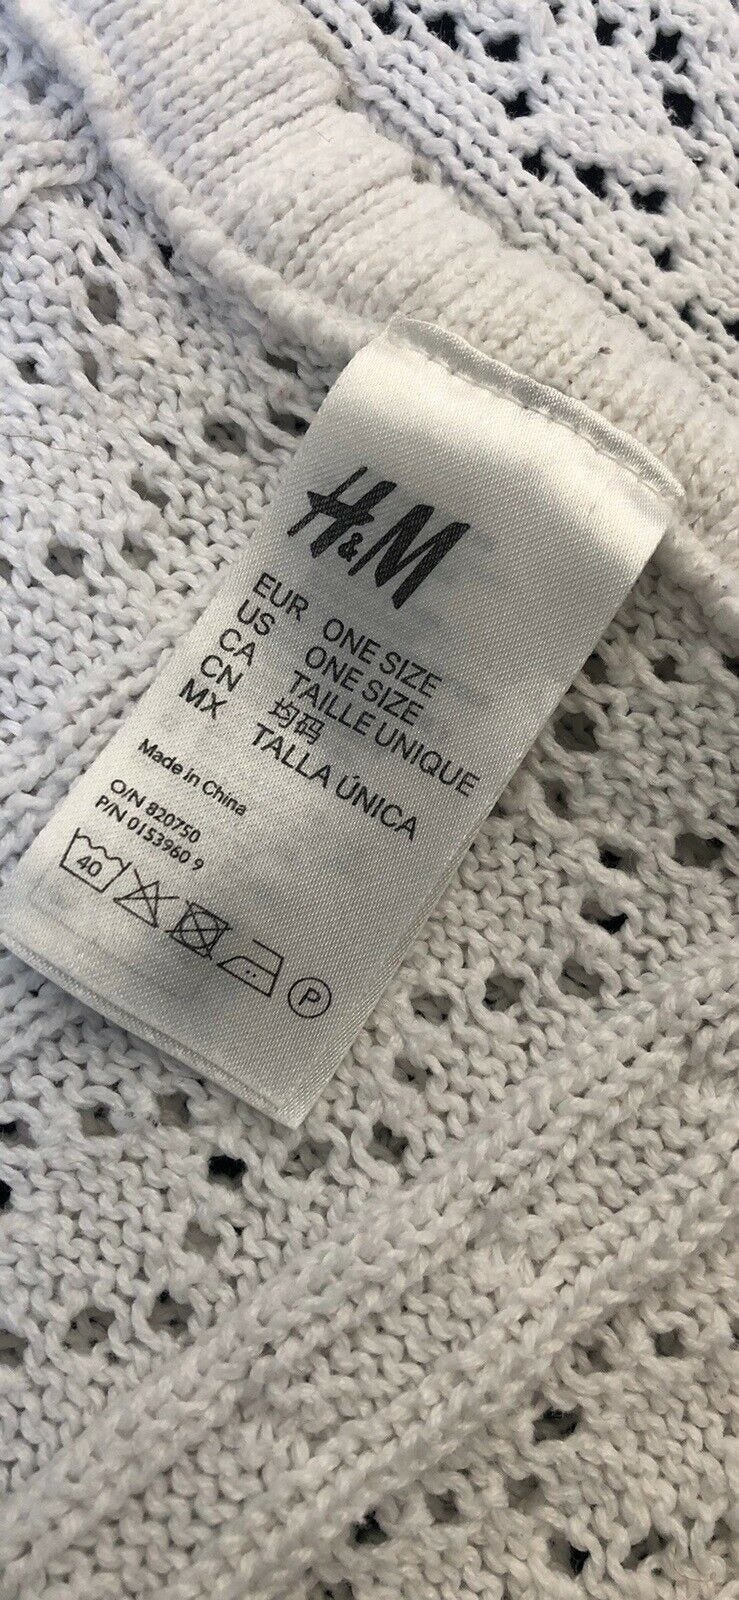 H&M
EUR ONE SIZE
US ONE SIZE
CA TAILLE UNIQUE
CN 均码
MX TALLA ÚNICA
Made in China
O/N 820750
P/N 0153960 9
40
P